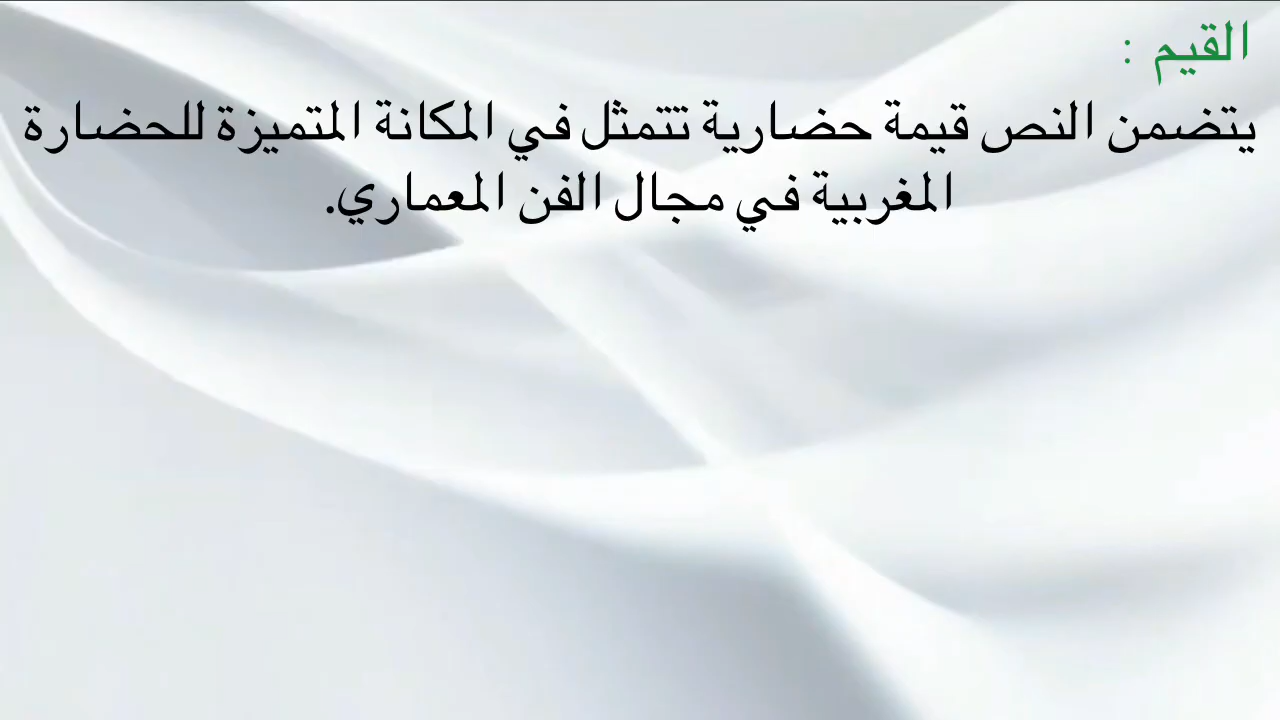 القيم :
يتضمن النص قيمة حضارية تتمثل في المكانة المتميزة للحضارة
المغربية في مجال الفن المعماري.